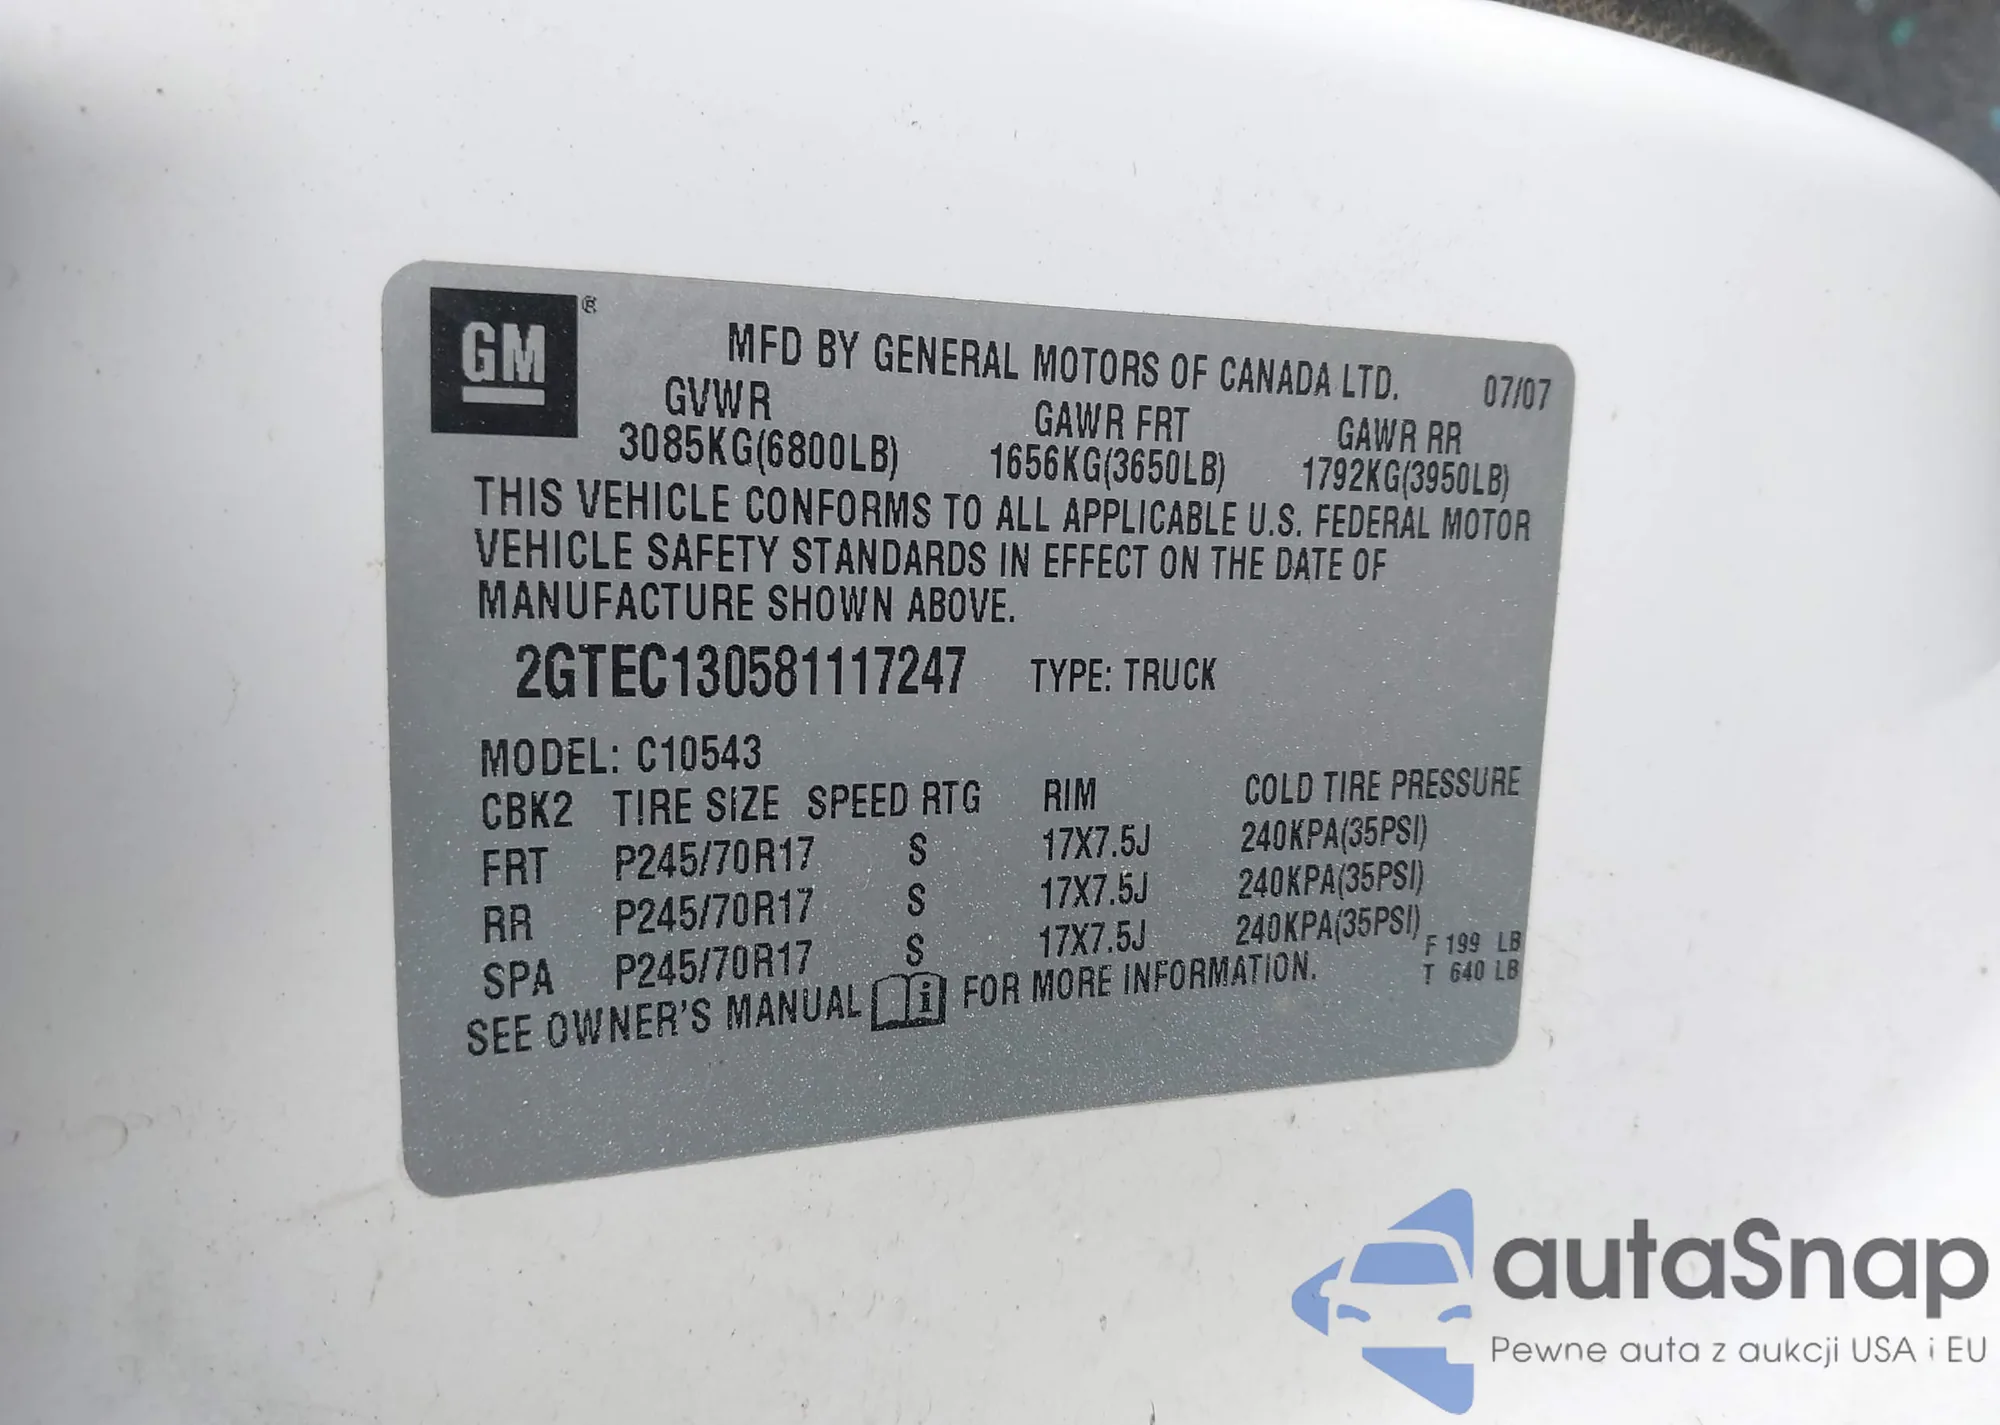 GM ®
MFD BY GENERAL MOTORS OF CANADA LTD. 07/07
GVWR GAWR FRT GAWR RR
3085KG(6800LB) 1656KG(3650LB) 1792KG(3950LB)
THIS VEHICLE CONFORMS TO ALL APPLICABLE U.S. FEDERAL MOTOR
VEHICLE SAFETY STANDARDS IN EFFECT ON THE DATE OF
MANUFACTURE SHOWN ABOVE.
2GTEC130581117247 TYPE: TRUCK
MODEL: C10543
CBK2 TIRE SIZE SPEED RTG RIM COLD TIRE PRESSURE
FRT P245/70R17 S 17X7.5J 240KPA(35PSI)
RR P245/70R17 S 17X7.5J 240KPA(35PSI)
SPA P245/70R17 S 17X7.5J 240KPA(35PSI)
F 199 LB
T 640 LB
SEE OWNER'S MANUAL i FOR MORE INFORMATION.
autaSnap
Pewne auta z aukcji USA i EU